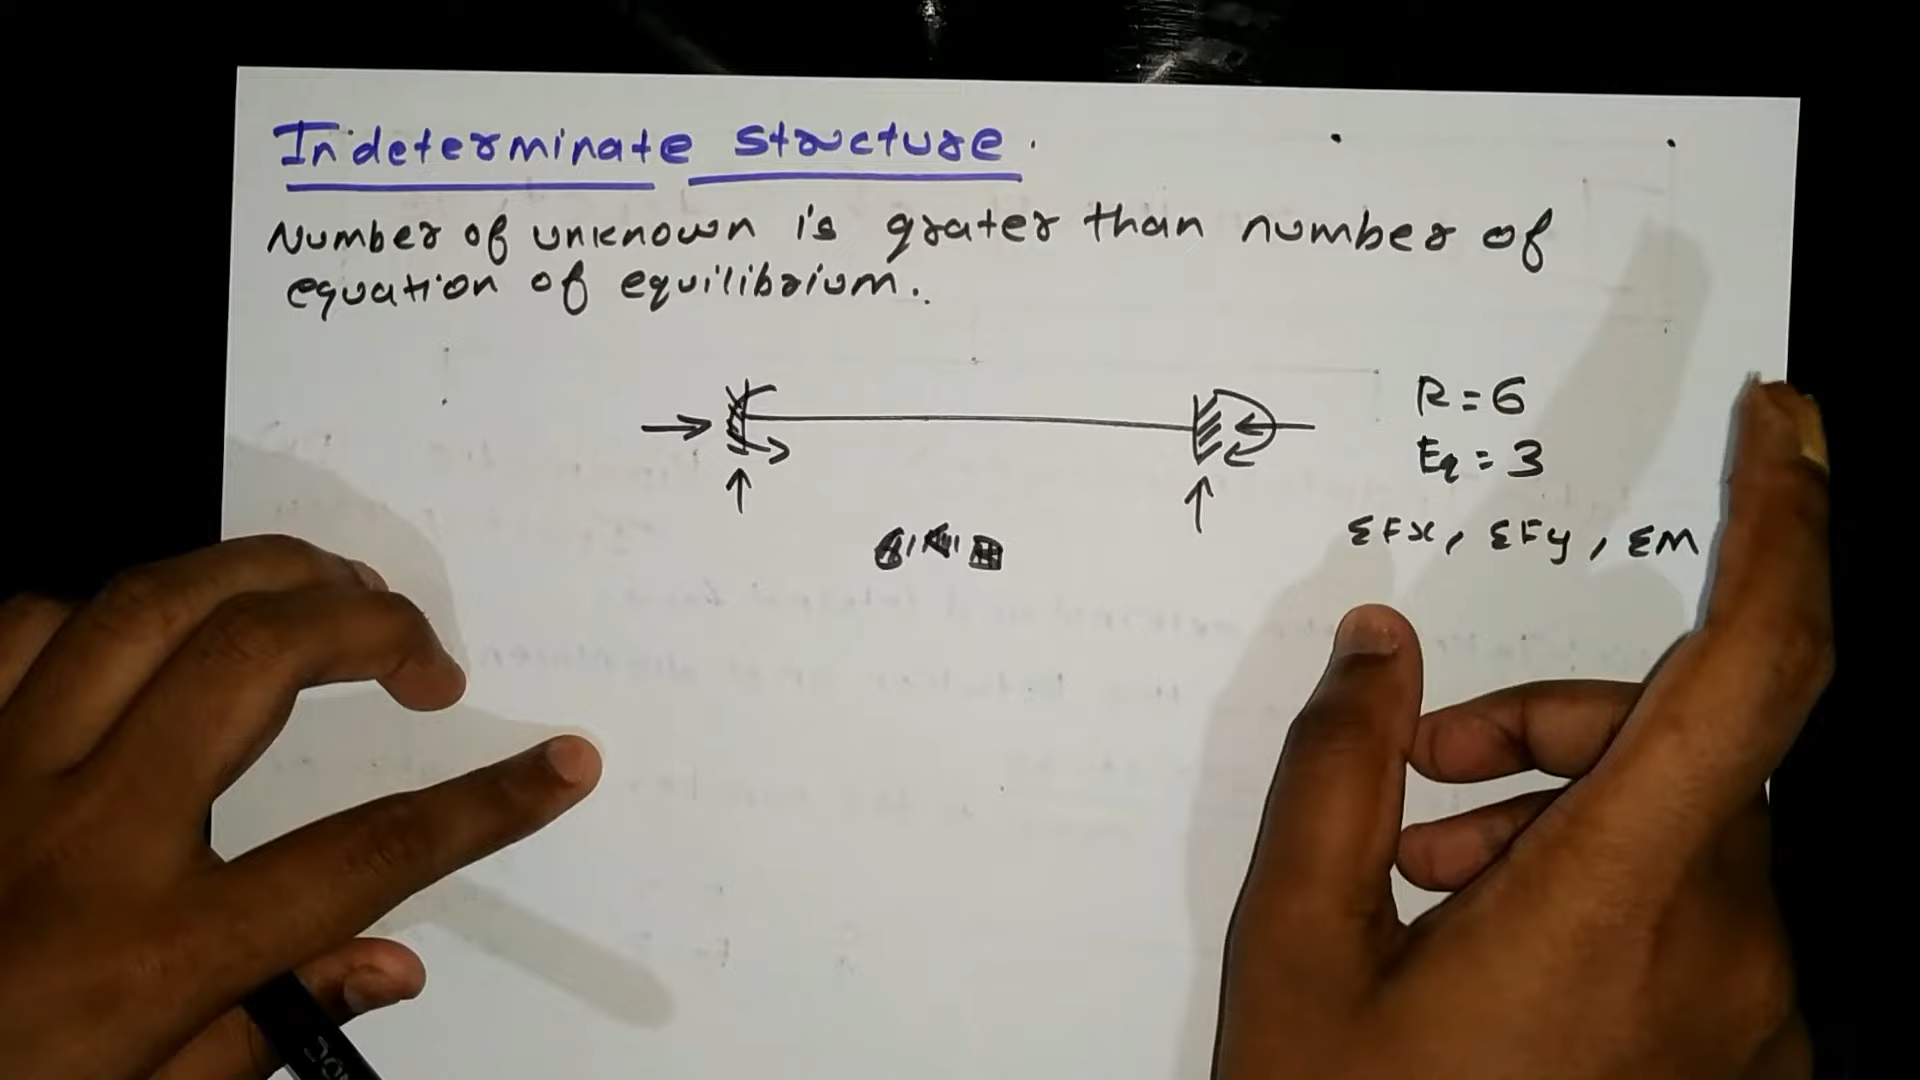 Indeterminate structure.
Number of unknown is grater than number of
equation of equilibrium..
R = 6
Eq = 3
ΣFx, ΣFy, ΣM